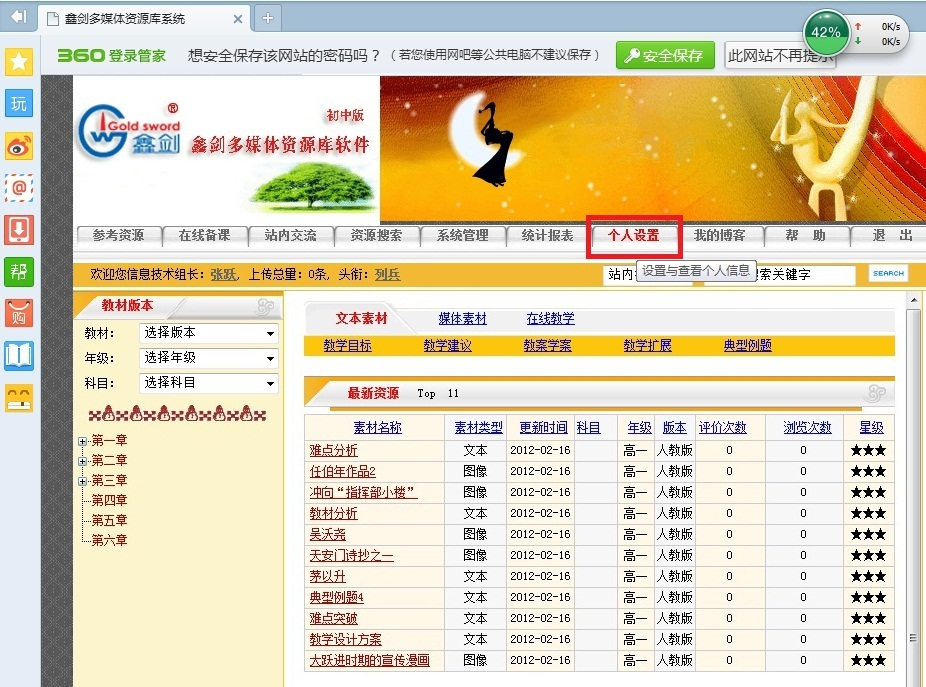 鑫剑多媒体资源库系统
42%
0K/s
0K/s
360登录管家 想安全保存该网站的密码吗？（若您使用网吧等公共电脑不建议保存） 安全保存 此网站不再提示
玩
@
帮
购
Gold sword ®
鑫剑
初中版
鑫剑多媒体资源库软件
参考资源 在线备课 站内交流 资源搜索 系统管理 统计报表 个人设置 我的博客 帮 助 退 出
欢迎您信息技术组长：张跃，上传总量：0条，头衔：列兵 站内 设置与查看个人信息 索关键字 SEARCH
教材版本
教材： 选择版本
年级： 选择年级
科目： 选择科目
第一章
第二章
第三章
第四章
第五章
第六章
文本素材 媒体素材 在线教学
教学目标 教学建议 教案学案 教学扩展 典型例题
最新资源 Top 11
素材名称 素材类型 更新时间 科目 年级 版本 评价次数 浏览次数 星级
难点分析 文本 2012-02-16 高一 人教版 0 0 ★★★
任伯年作品2 图像 2012-02-16 高一 人教版 0 0 ★★★
冲向“指挥部小楼” 图像 2012-02-16 高一 人教版 0 0 ★★★
教材分析 文本 2012-02-16 高一 人教版 0 0 ★★★
吴沃尧 图像 2012-02-16 高一 人教版 0 0 ★★★
天安门诗抄之一 图像 2012-02-16 高一 人教版 0 0 ★★★
茅以升 文本 2012-02-16 高一 人教版 0 0 ★★★
典型例题4 文本 2012-02-16 高一 人教版 0 0 ★★★
难点突破 文本 2012-02-16 高一 人教版 0 0 ★★★
教学设计方案 文本 2012-02-16 高一 人教版 0 0 ★★★
大跃进时期的宣传漫画 图像 2012-02-16 高一 人教版 0 0 ★★★